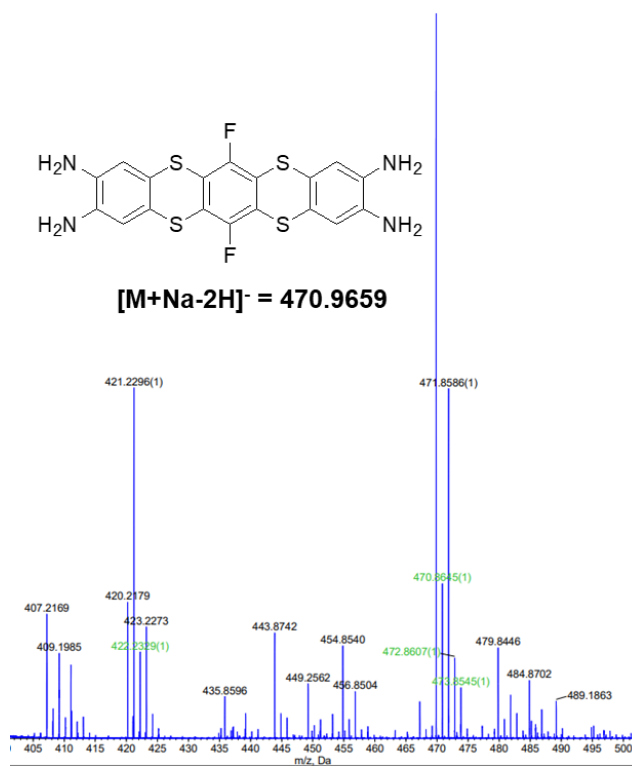 F
H₂N S S NH₂
H₂N S S NH₂
F
[M+Na-2H]⁻ = 470.9659
421.2296(1)
471.8586(1)
470.8645(1)
420.2179
407.2169
423.2273
443.8742
422.2329(1)
454.8540
472.8607(1)
479.8446
409.1985
473.8545(1)
484.8702
449.2562
435.8596
456.8504
489.1863
405 410 415 420 425 430 435 440 445 450 455 460 465 470 475 480 485 490 495 500
m/z, Da